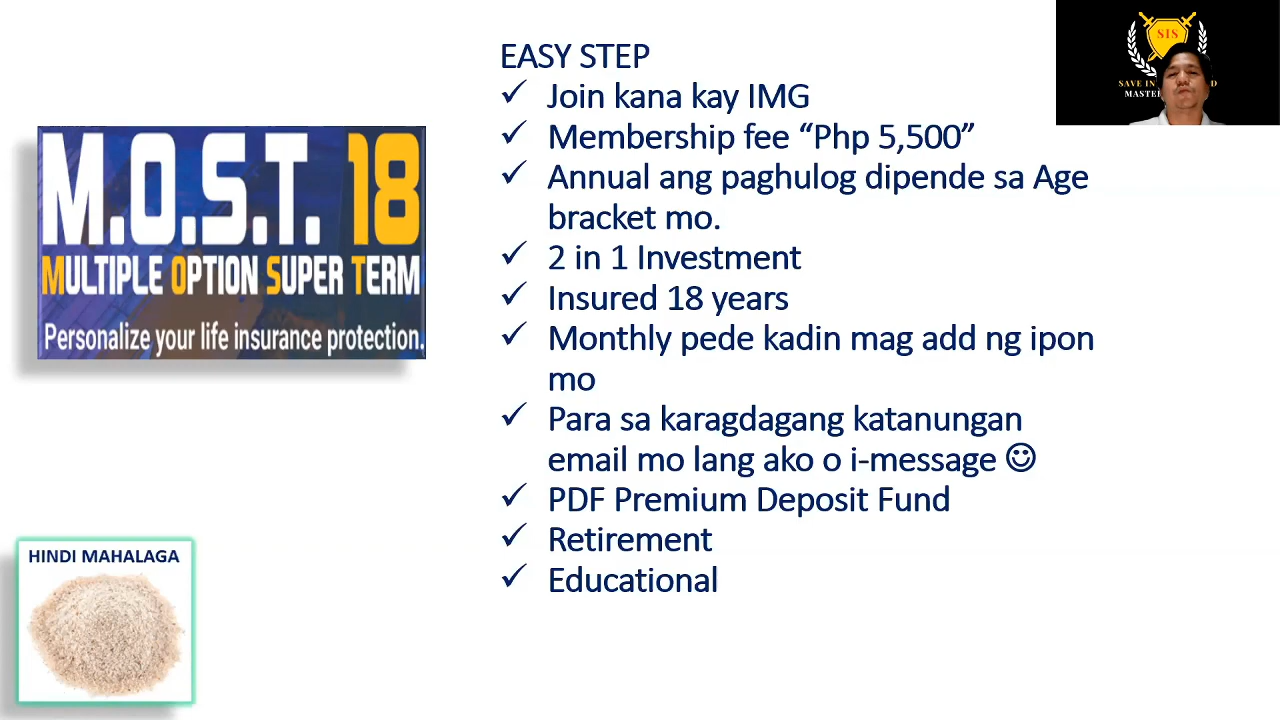 EASY STEP
✓ Join kana kay IMG
✓ Membership fee “Php 5,500”
✓ Annual ang paghulog dipende sa Age
bracket mo.
✓ 2 in 1 Investment
✓ Insured 18 years
✓ Monthly pede kadin mag add ng ipon
mo
✓ Para sa karagdagang katanungan
email mo lang ako o i-message ☺
✓ PDF Premium Deposit Fund
✓ Retirement
✓ Educational
M.O.S.T. 18
MULTIPLE OPTION SUPER TERM
Personalize your life insurance protection.
HINDI MAHALAGA
SIS
SAVE IN